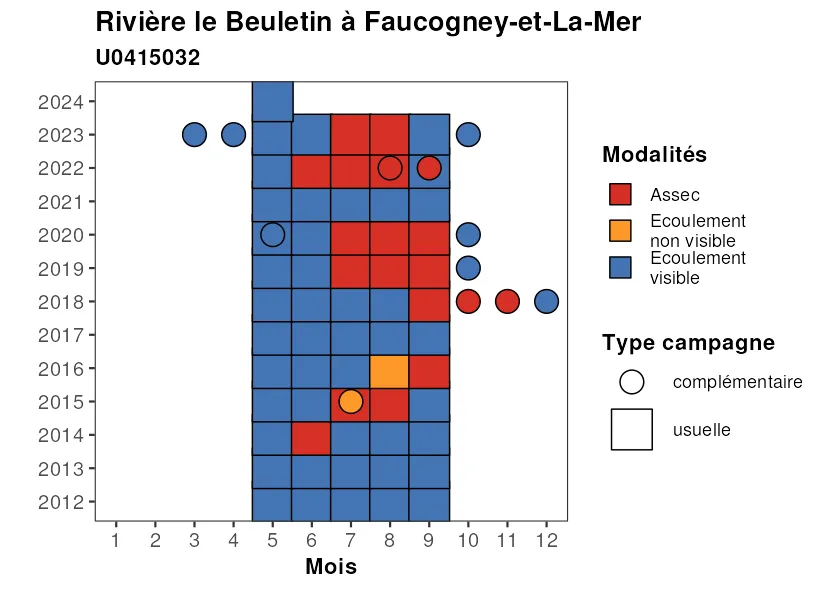 Rivière le Beuletin à Faucogney-et-La-Mer
U0415032
2024
2023
2022
2021
2020
2019
2018
2017
2016
2015
2014
2013
2012
1 2 3 4 5 6 7 8 9 10 11 12
Mois
Modalités
Assec
Ecoulement
non visible
Ecoulement
visible
Type campagne
complémentaire
usuelle